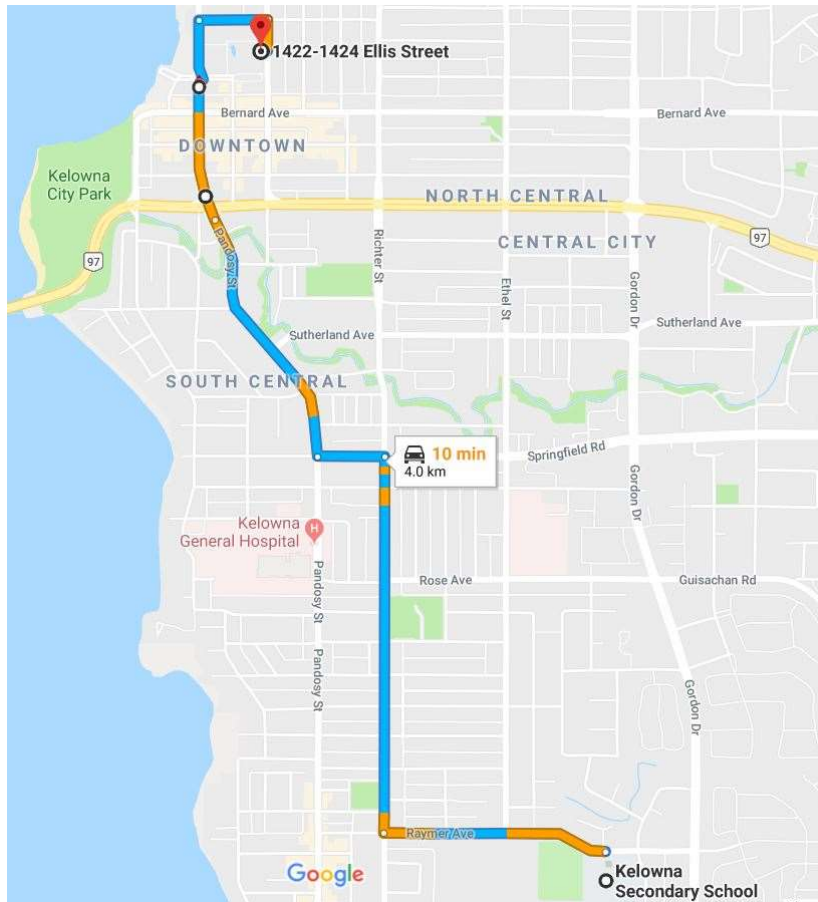 1422-1424 Ellis Street
Bernard Ave
Bernard Ave
DOWNTOWN
Kelowna
City Park
NORTH CENTRAL
97
Pandosy St
Richter St
CENTRAL CITY
97
Ethel St
Gordon Dr
Sutherland Ave
Sutherland Ave
SOUTH CENTRAL
10 min
4.0 km
Springfield Rd
Gordon Dr
Kelowna
General Hospital
H
Pandosy St
Rose Ave
Guisachan Rd
Pandosy St
Gordon Dr
Raymer Ave
Google
Kelowna
Secondary School